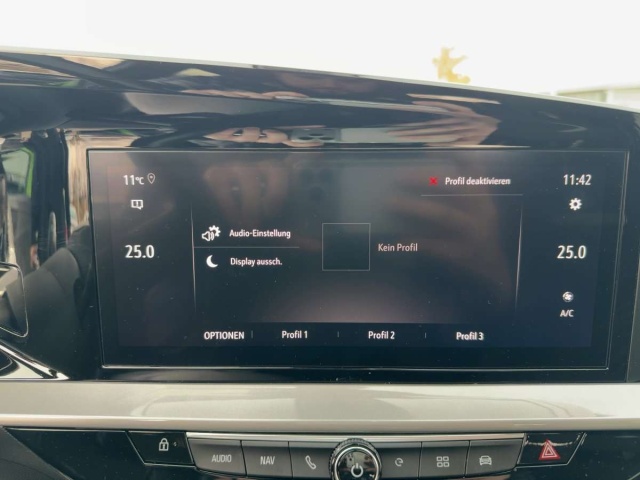 11°C
Profil deaktivieren
11:42
Audio-Einstellung
25.0
Kein Profil
25.0
Display aussch.
A/C
OPTIONEN Profil 1 Profil 2 Profil 3
AUDIO NAV